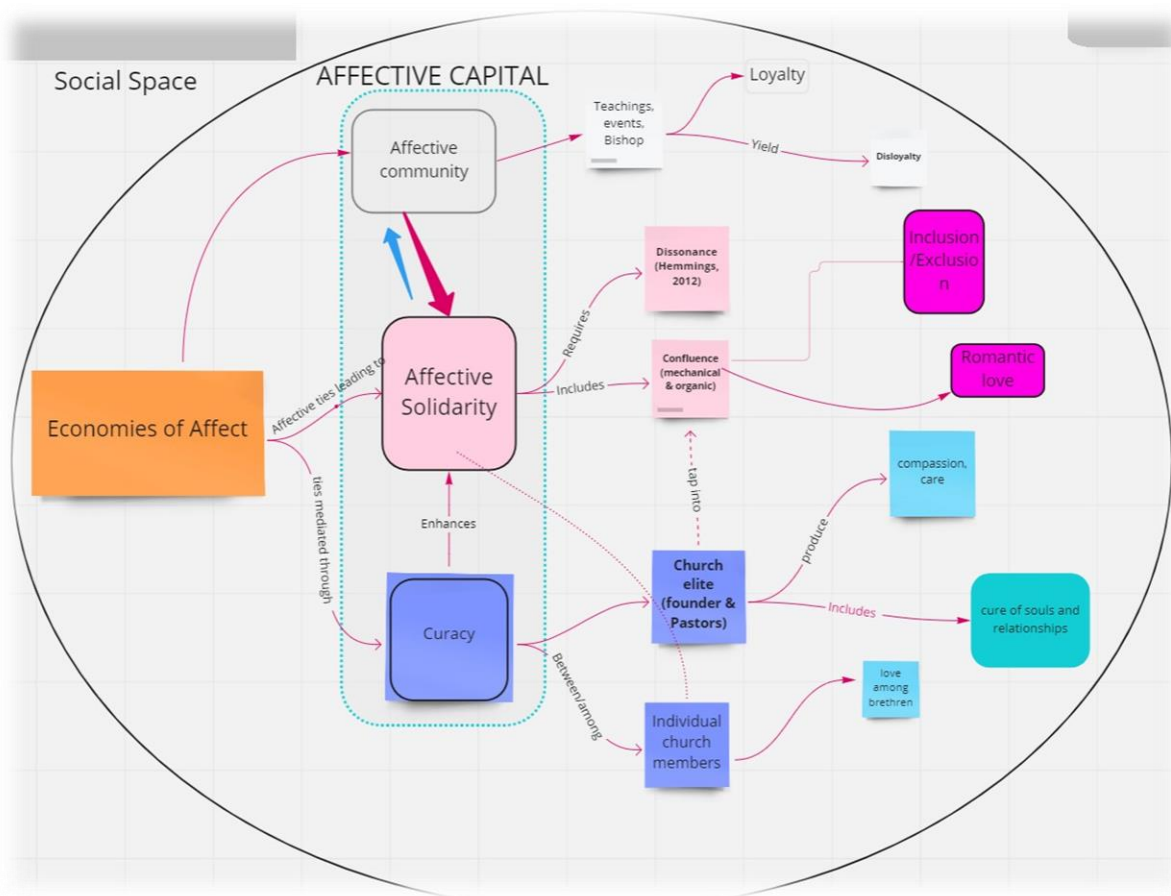 Social Space
AFFECTIVE CAPITAL
Affective
community
Teachings,
events,
Bishop
Loyalty
Yield
Disloyalty
Dissonance
(Hemmings,
2012)
Inclusion
/Exclusio
n
Requires
Confluence
(mechanical
& organic)
Includes
Romantic
love
Economies of Affect
Affective ties leading to
Affective
Solidarity
ties mediated through
Enhances
Curacy
tap into
Church
elite
(founder &
Pastors)
produce
compassion,
care
Includes
cure of souls and
relationships
Between/among
Individual
church
members
love
among
brethren